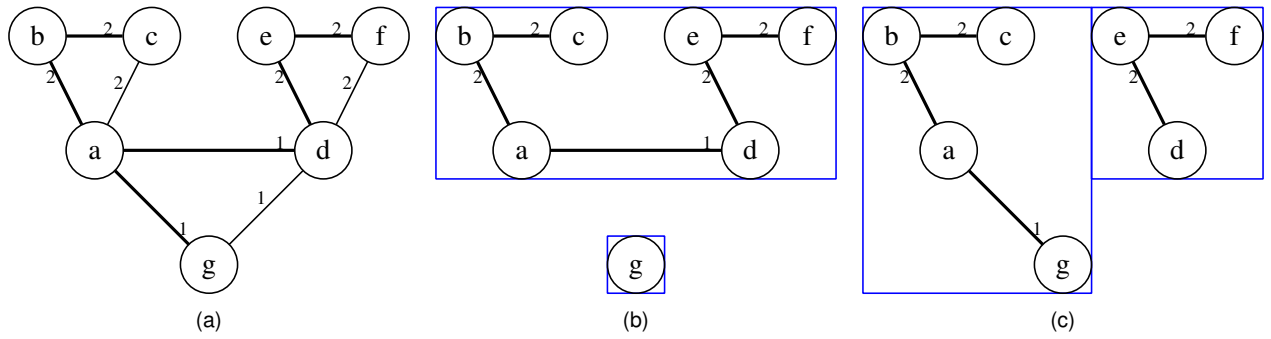 b 2 c e 2 f b 2 c e 2 f b 2 c e 2 f
2 2 2 2 2 2 2 2
a 1 d a 1 d a d
1 1 1
g g g
(a) (b) (c)